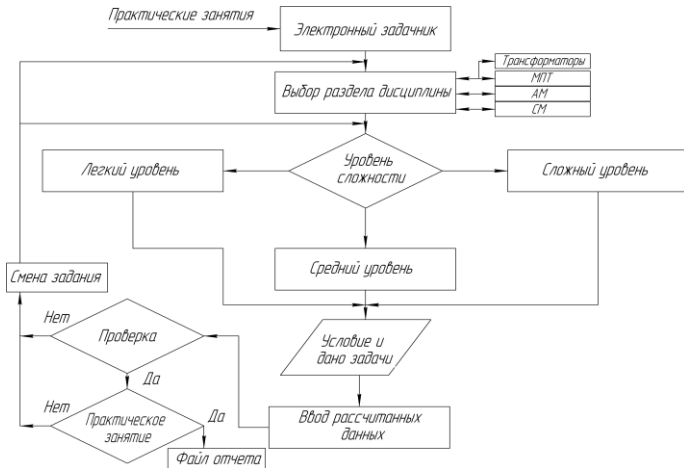 Практические занятия
Электронный задачник
Трансформаторы
Выбор раздела дисциплины
МПТ
АМ
СМ
Легкий уровень
Уровень
сложности
Сложный уровень
Средний уровень
Смена задания
Нет
Проверка
Условие и
дано задачи
Да
Нет
Практическое
занятие
Да
Ввод рассчитанных
данных
Файл отчета